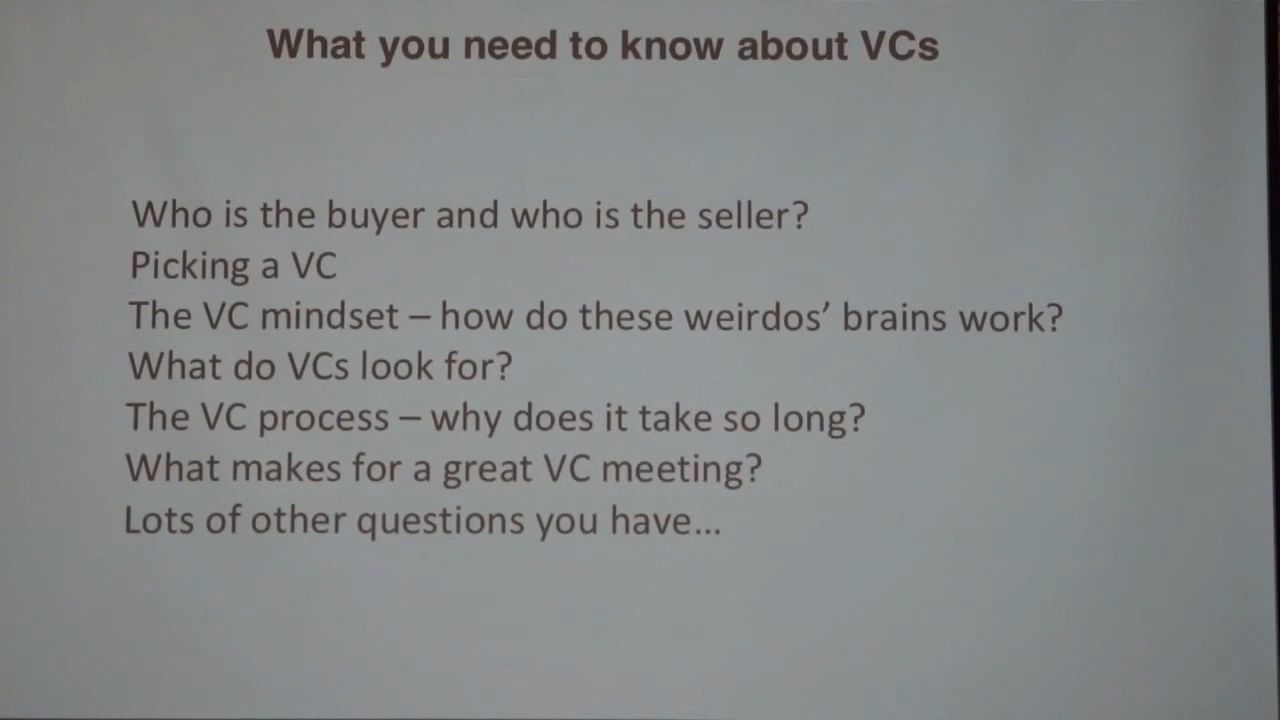 What you need to know about VCs
Who is the buyer and who is the seller?
Picking a VC
The VC mindset – how do these weirdos’ brains work?
What do VCs look for?
The VC process – why does it take so long?
What makes for a great VC meeting?
Lots of other questions you have...